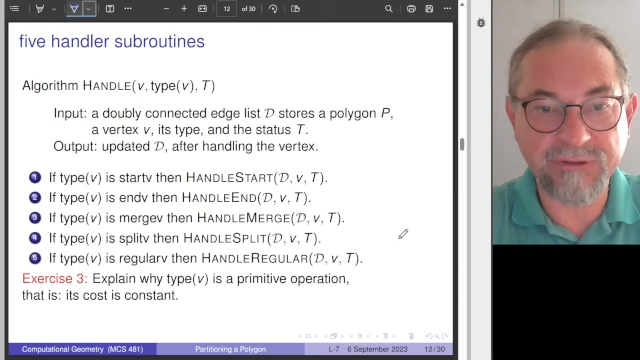 12 of 30
five handler subroutines
Algorithm HANDLE(v, type(v), T)
Input: a doubly connected edge list D stores a polygon P,
a vertex v, its type, and the status T.
Output: updated D, after handling the vertex.
1 If type(v) is startv then HANDLESTART(D, v, T).
2 If type(v) is endv then HANDLEEND(D, v, T).
3 If type(v) is mergev then HANDLEMERGE(D, v, T).
4 If type(v) is splitv then HANDLESPLIT(D, v, T).
5 If type(v) is regularv then HANDLEREGULAR(D, v, T).
Exercise 3: Explain why type(v) is a primitive operation,
that is: its cost is constant.
Computational Geometry (MCS 481) Partitioning a Polygon L-7 6 September 2023 12 / 30